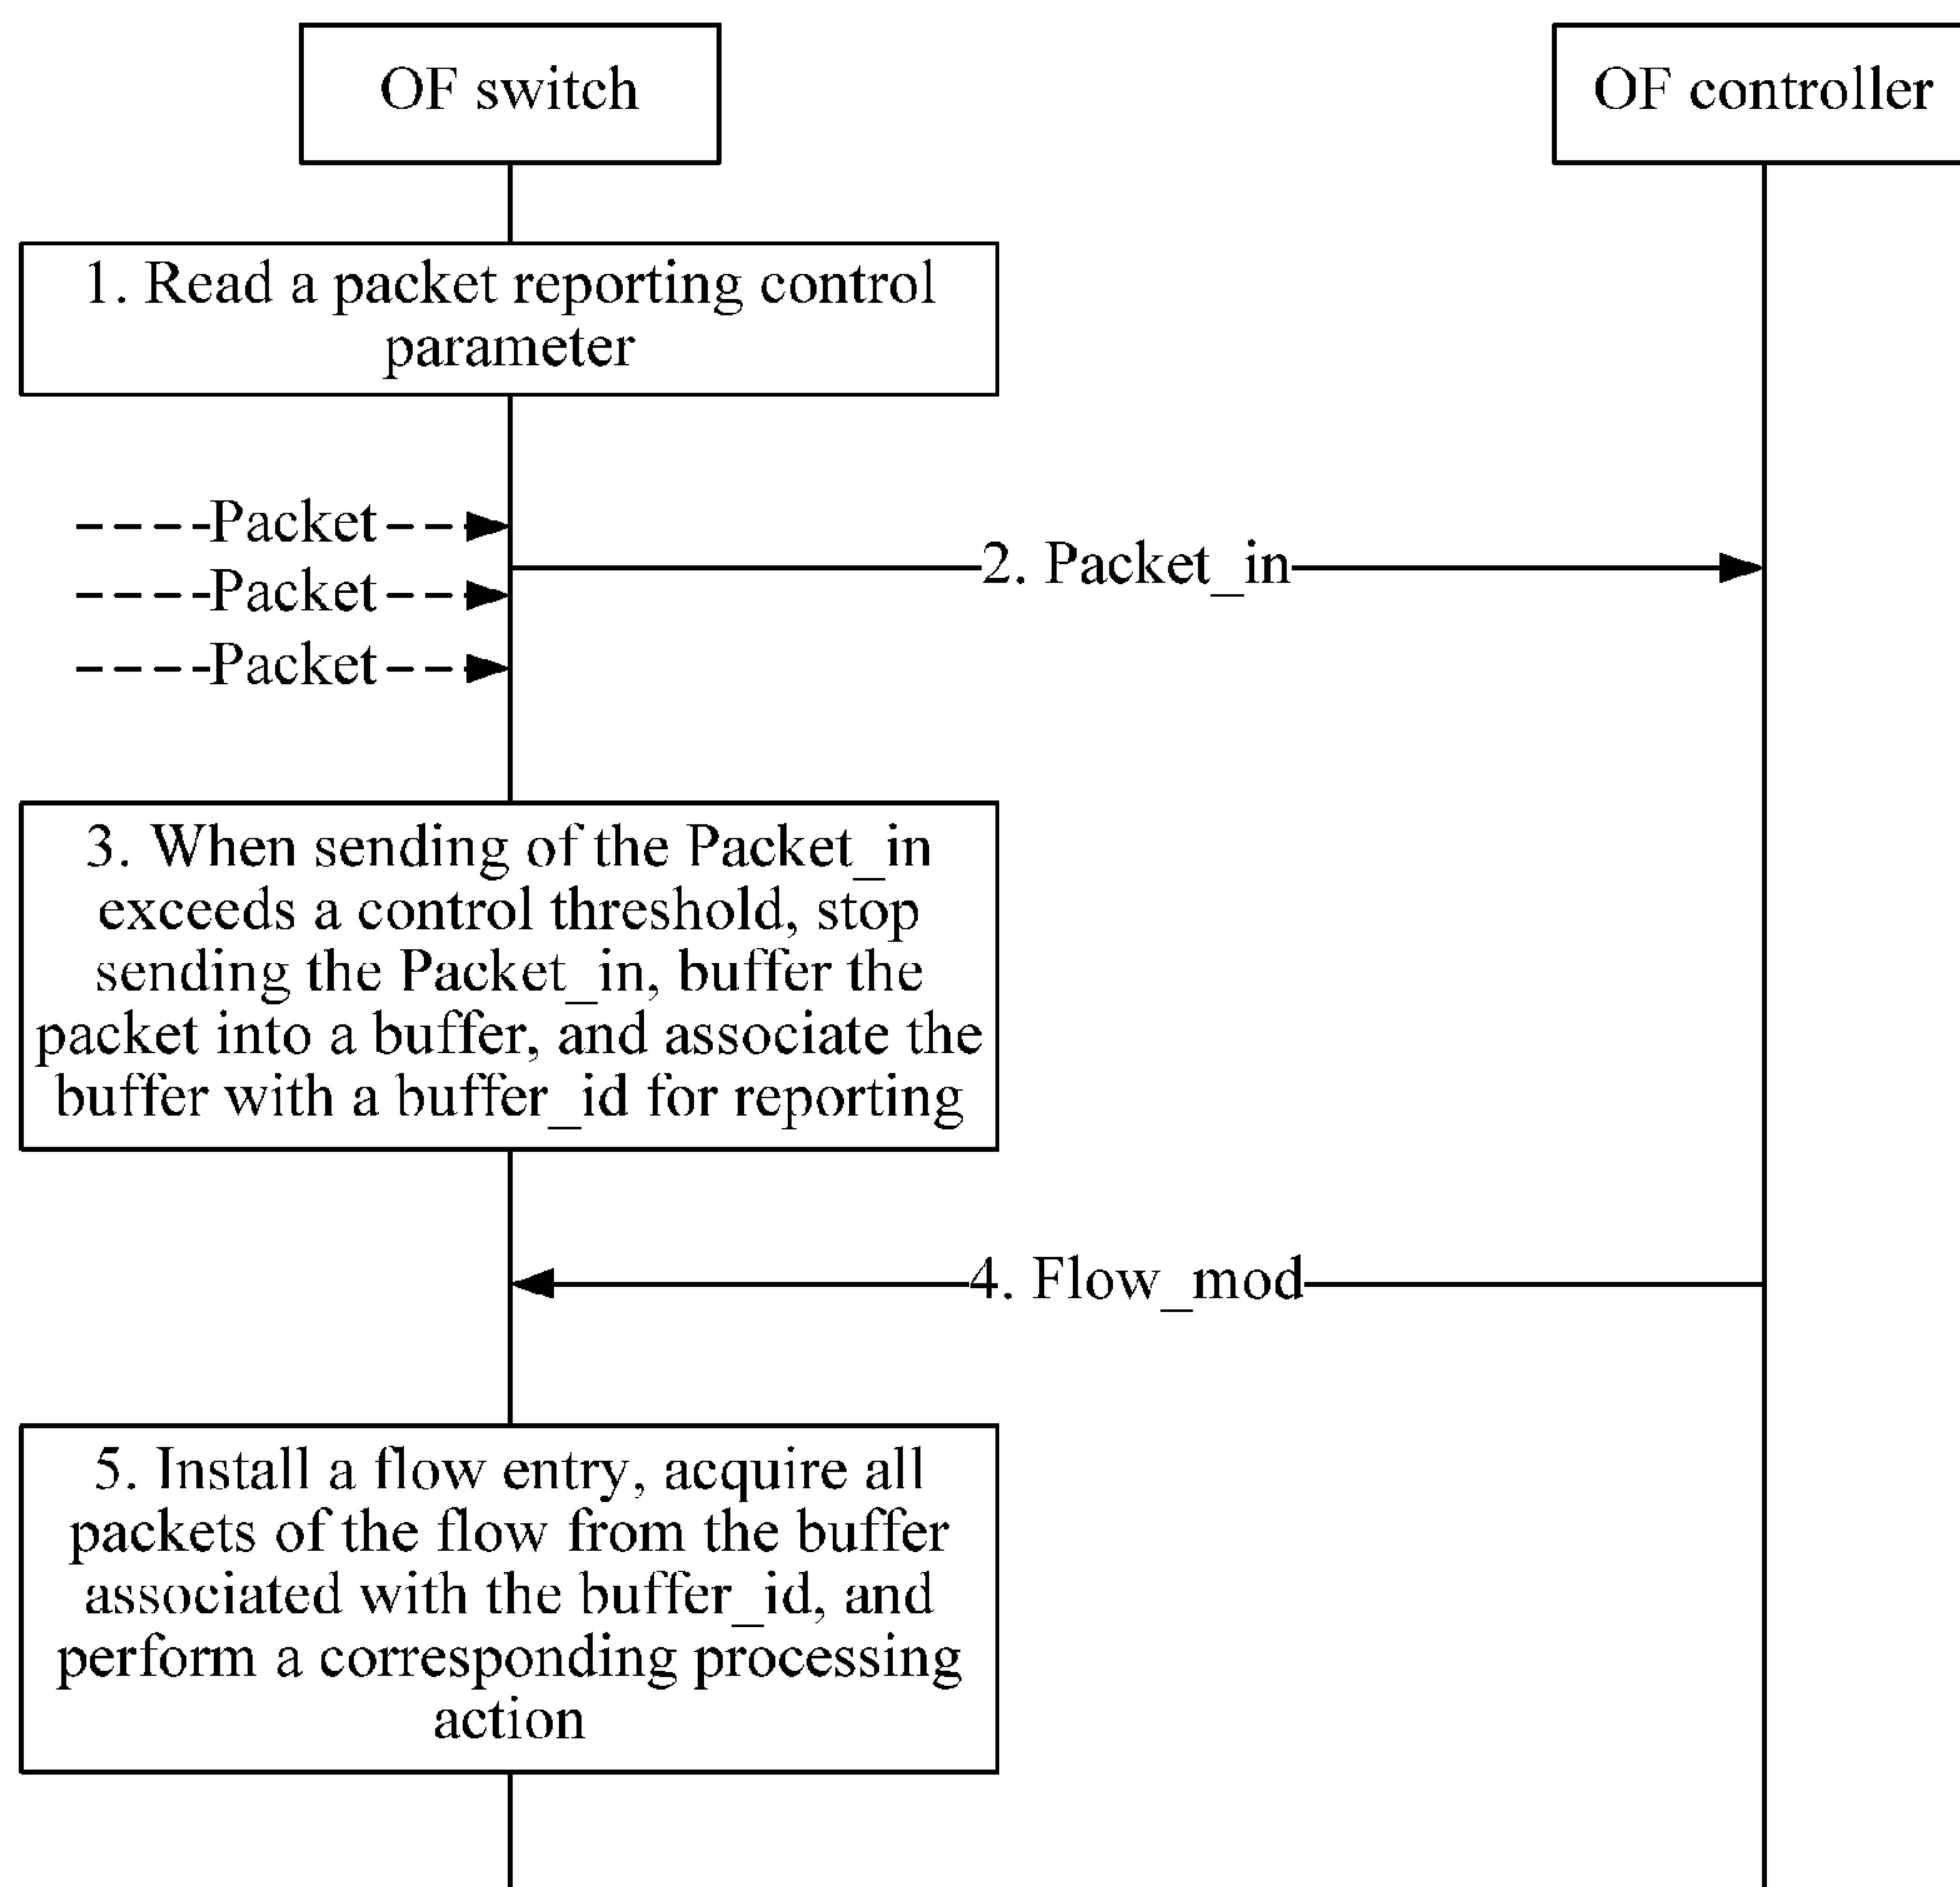 OF switch
OF controller
1. Read a packet reporting control
parameter
Packet
2. Packet_in
Packet
Packet
3. When sending of the Packet_in
exceeds a control threshold, stop
sending the Packet_in, buffer the
packet into a buffer, and associate the
buffer with a buffer_id for reporting
4. Flow_mod
5. Install a flow entry, acquire all
packets of the flow from the buffer
associated with the buffer_id, and
perform a corresponding processing
action